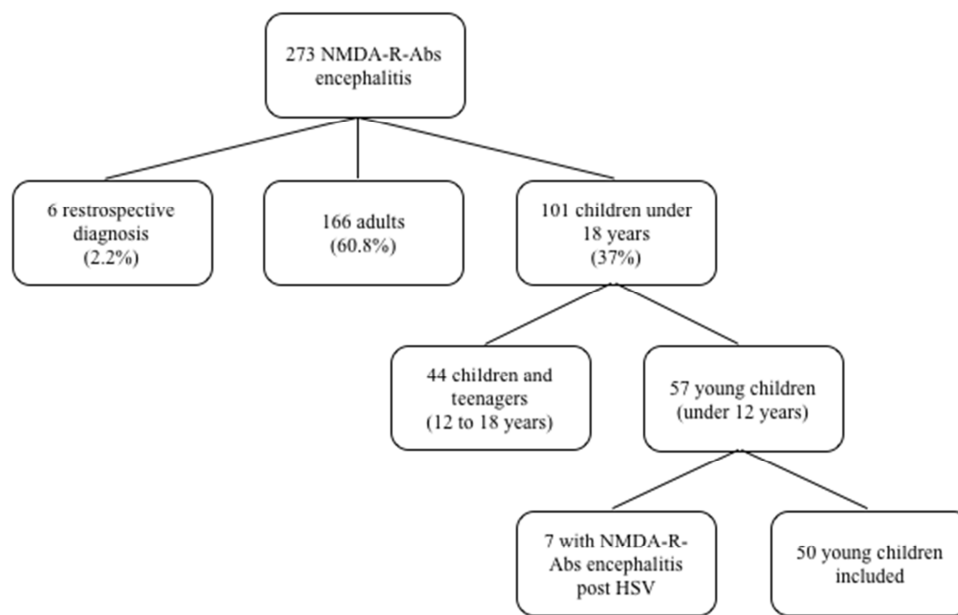 273 NMDA-R-Abs
encephalitis
6 restrospective
diagnosis
(2.2%)
166 adults
(60.8%)
101 children under
18 years
(37%)
44 children and
teenagers
(12 to 18 years)
57 young children
(under 12 years)
7 with NMDA-R-
Abs encephalitis
post HSV
50 young children
included